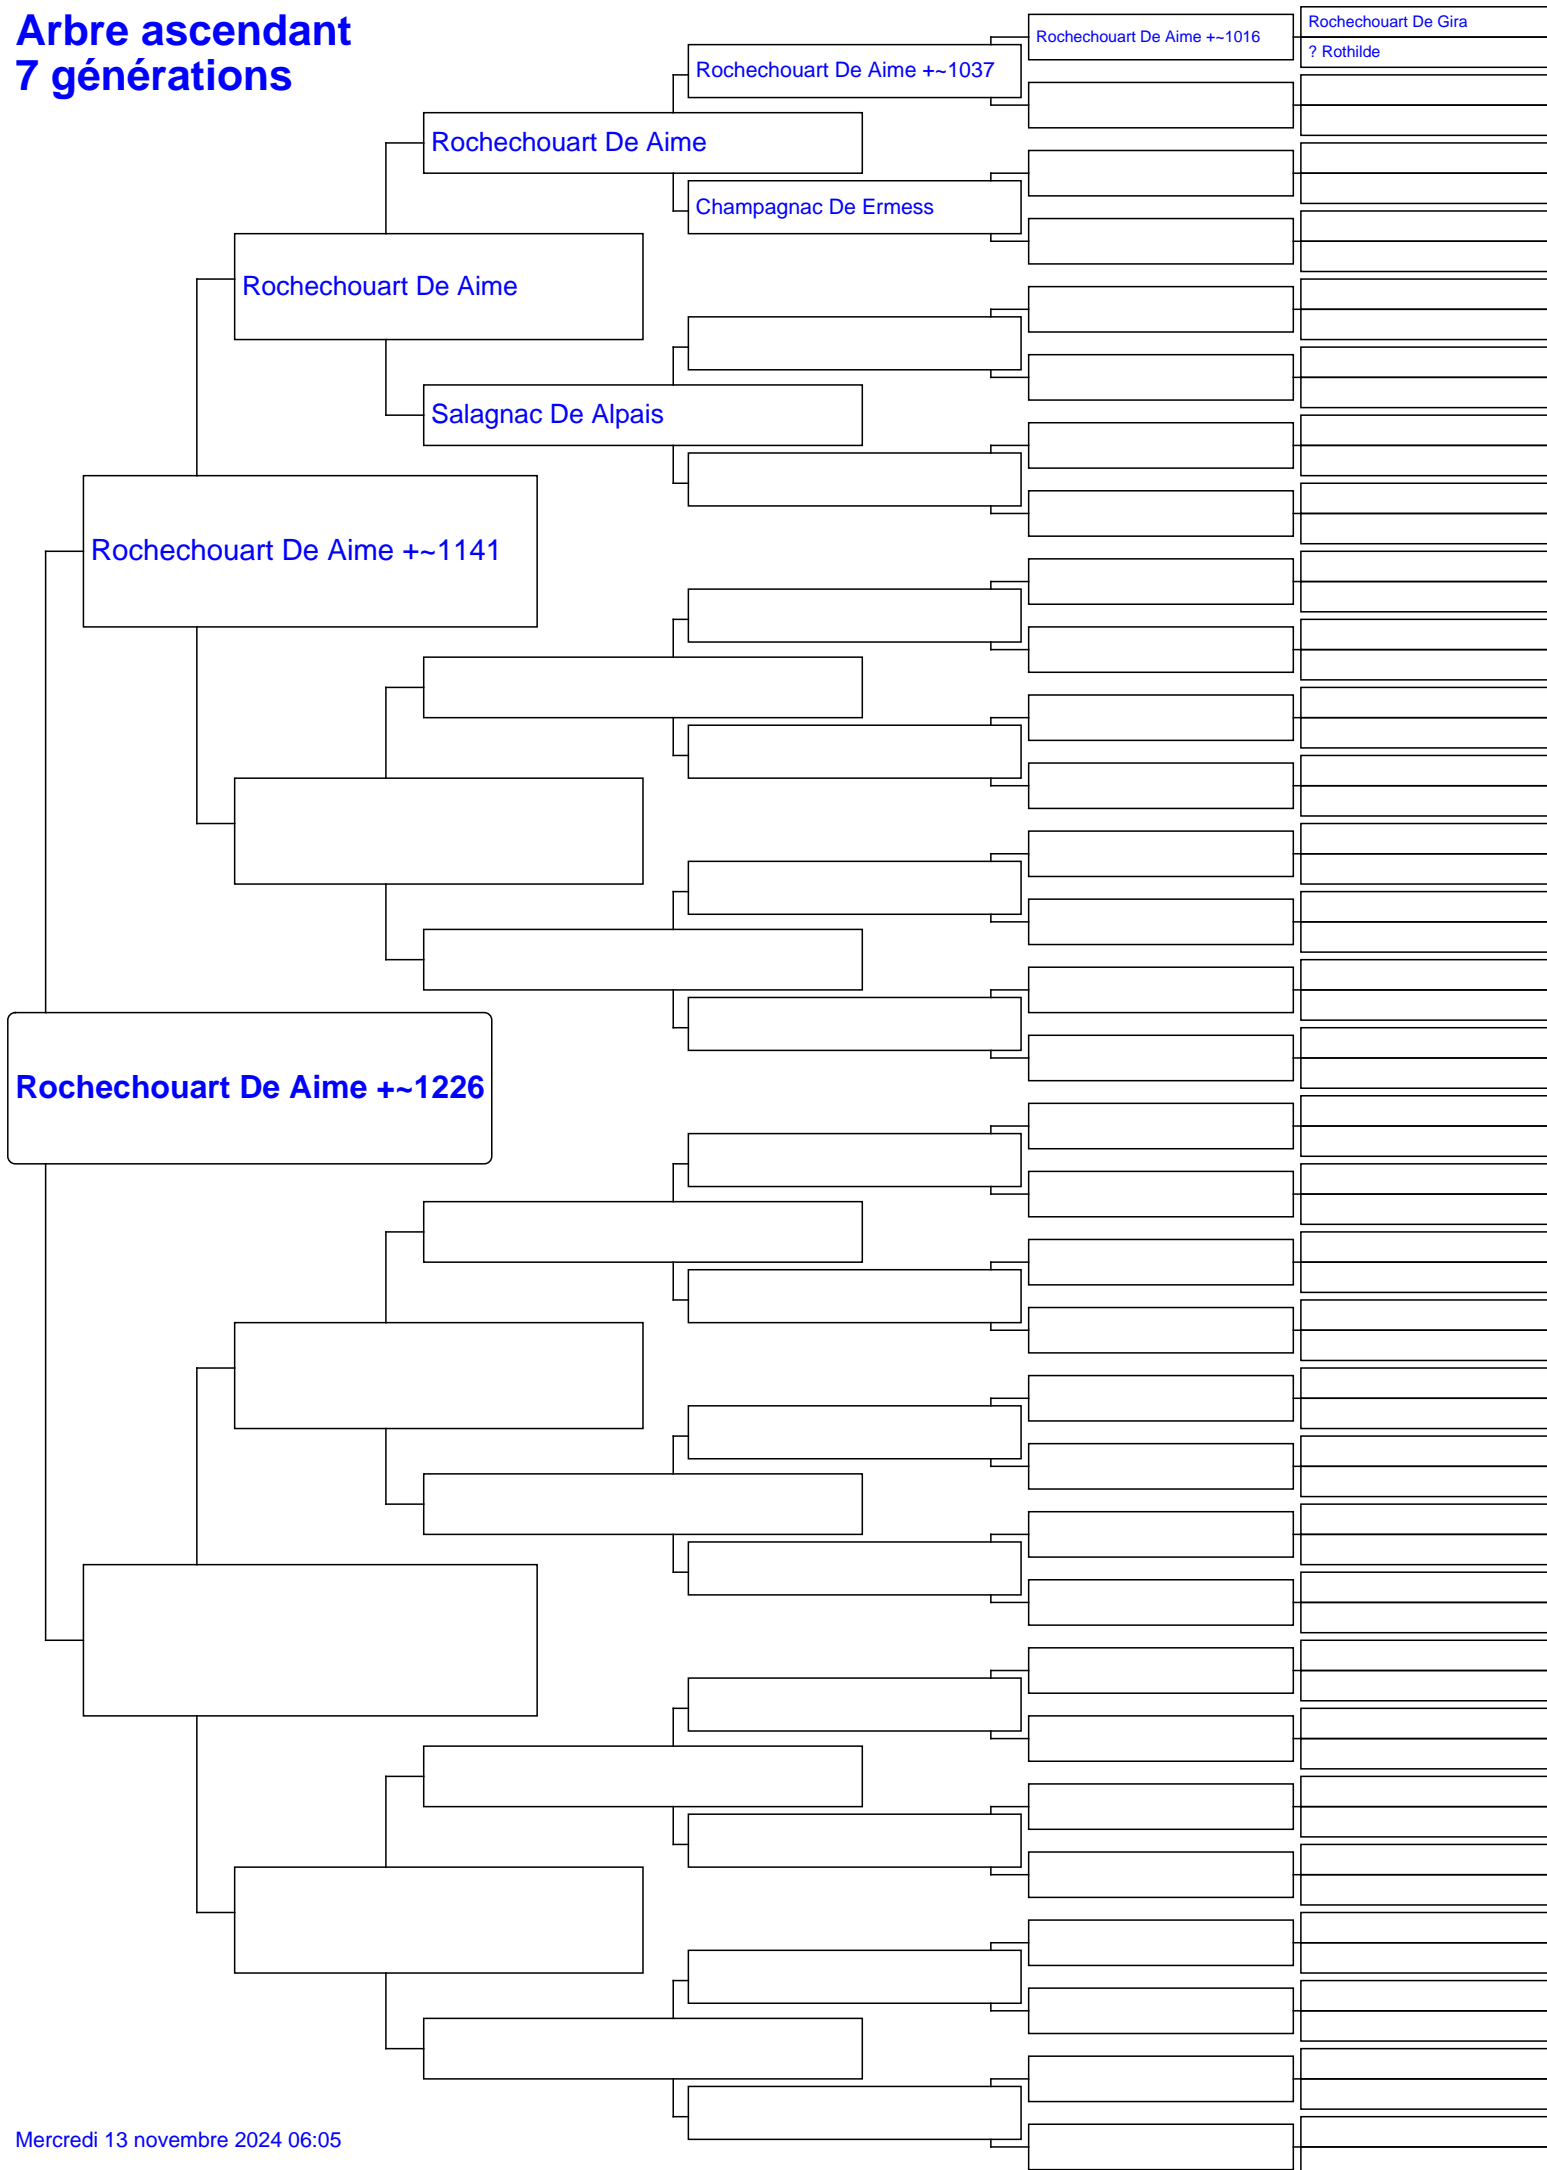 Arbre ascendant
7 générations
Rochechouart De Gira
Rochechouart De Aime +~1016
? Rothilde
Rochechouart De Aime +~1037
Rochechouart De Aime
Champagnac De Ermess
Rochechouart De Aime
Salagnac De Alpais
Rochechouart De Aime +~1141
Rochechouart De Aime +~1226
Mercredi 13 novembre 2024 06:05